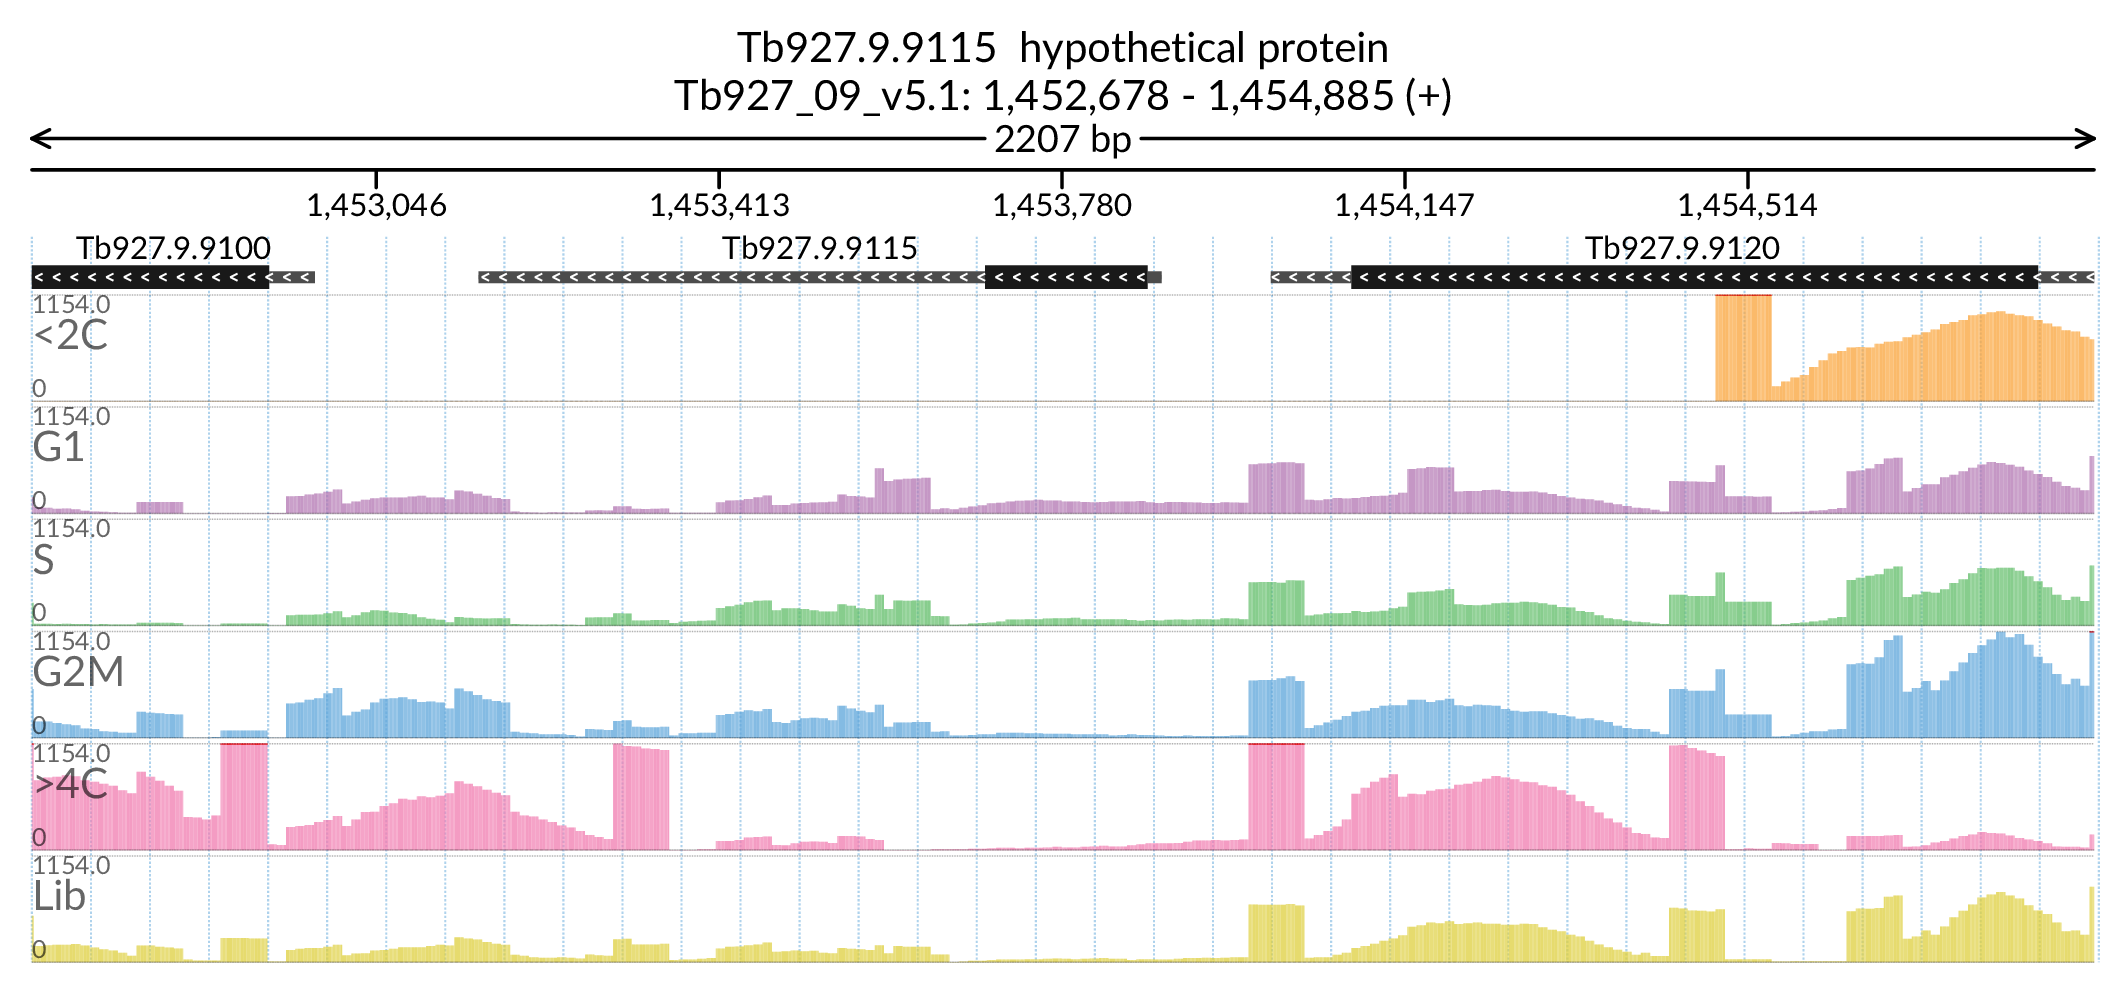 Tb927.9.9115  hypothetical protein
Tb927_09_v5.1: 1,452,678 - 1,454,885 (+)
2207 bp
1,453,046 1,453,413 1,453,780 1,454,147 1,454,514
Tb927.9.9100 Tb927.9.9115 Tb927.9.9120
1154.0
<2C
0
1154.0
G1
0
1154.0
S
0
1154.0
G2M
0
1154.0
>4C
0
1154.0
Lib
0